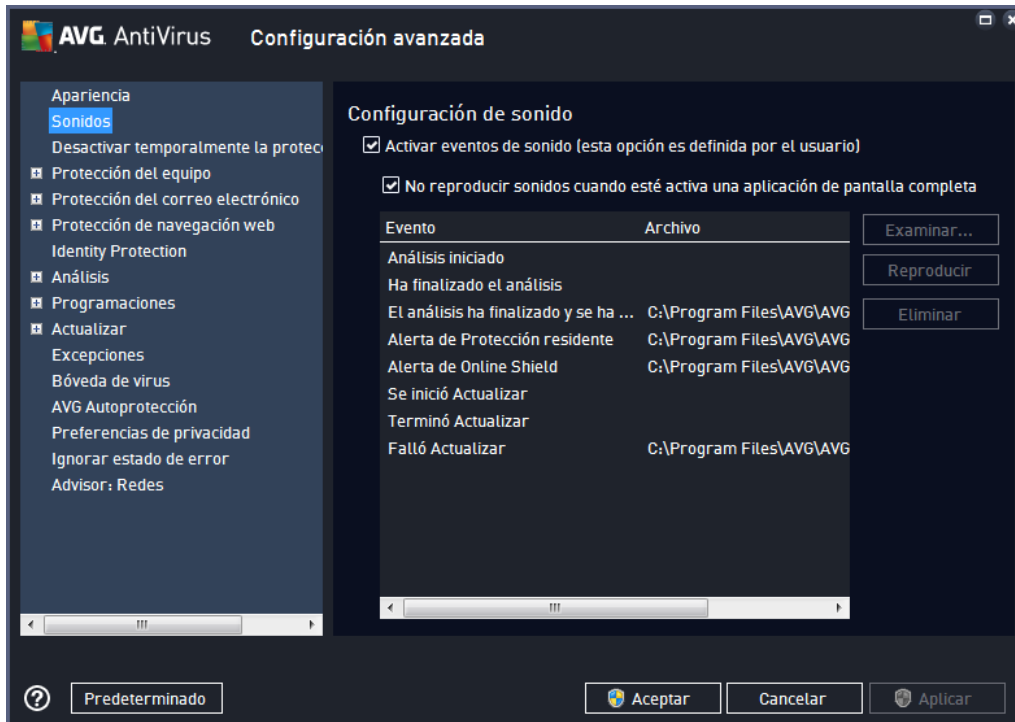 AVG AntiVirus Configuración avanzada
Apariencia
Sonidos
Desactivar temporalmente la protec
Protección del equipo
Protección del correo electrónico
Protección de navegación web
Identity Protection
Análisis
Programaciones
Actualizar
Excepciones
Bóveda de virus
AVG Autoprotección
Preferencias de privacidad
Ignorar estado de error
Advisor: Redes
Configuración de sonido
Activar eventos de sonido (esta opción es definida por el usuario)
No reproducir sonidos cuando esté activa una aplicación de pantalla completa
Evento Archivo
Análisis iniciado
Ha finalizado el análisis
El análisis ha finalizado y se ha ... C:\Program Files\AVG\AVG
Alerta de Protección residente C:\Program Files\AVG\AVG
Alerta de Online Shield C:\Program Files\AVG\AVG
Se inició Actualizar
Terminó Actualizar
Falló Actualizar C:\Program Files\AVG\AVG
Examinar...
Reproducir
Eliminar
Predeterminado
Aceptar
Cancelar
Aplicar